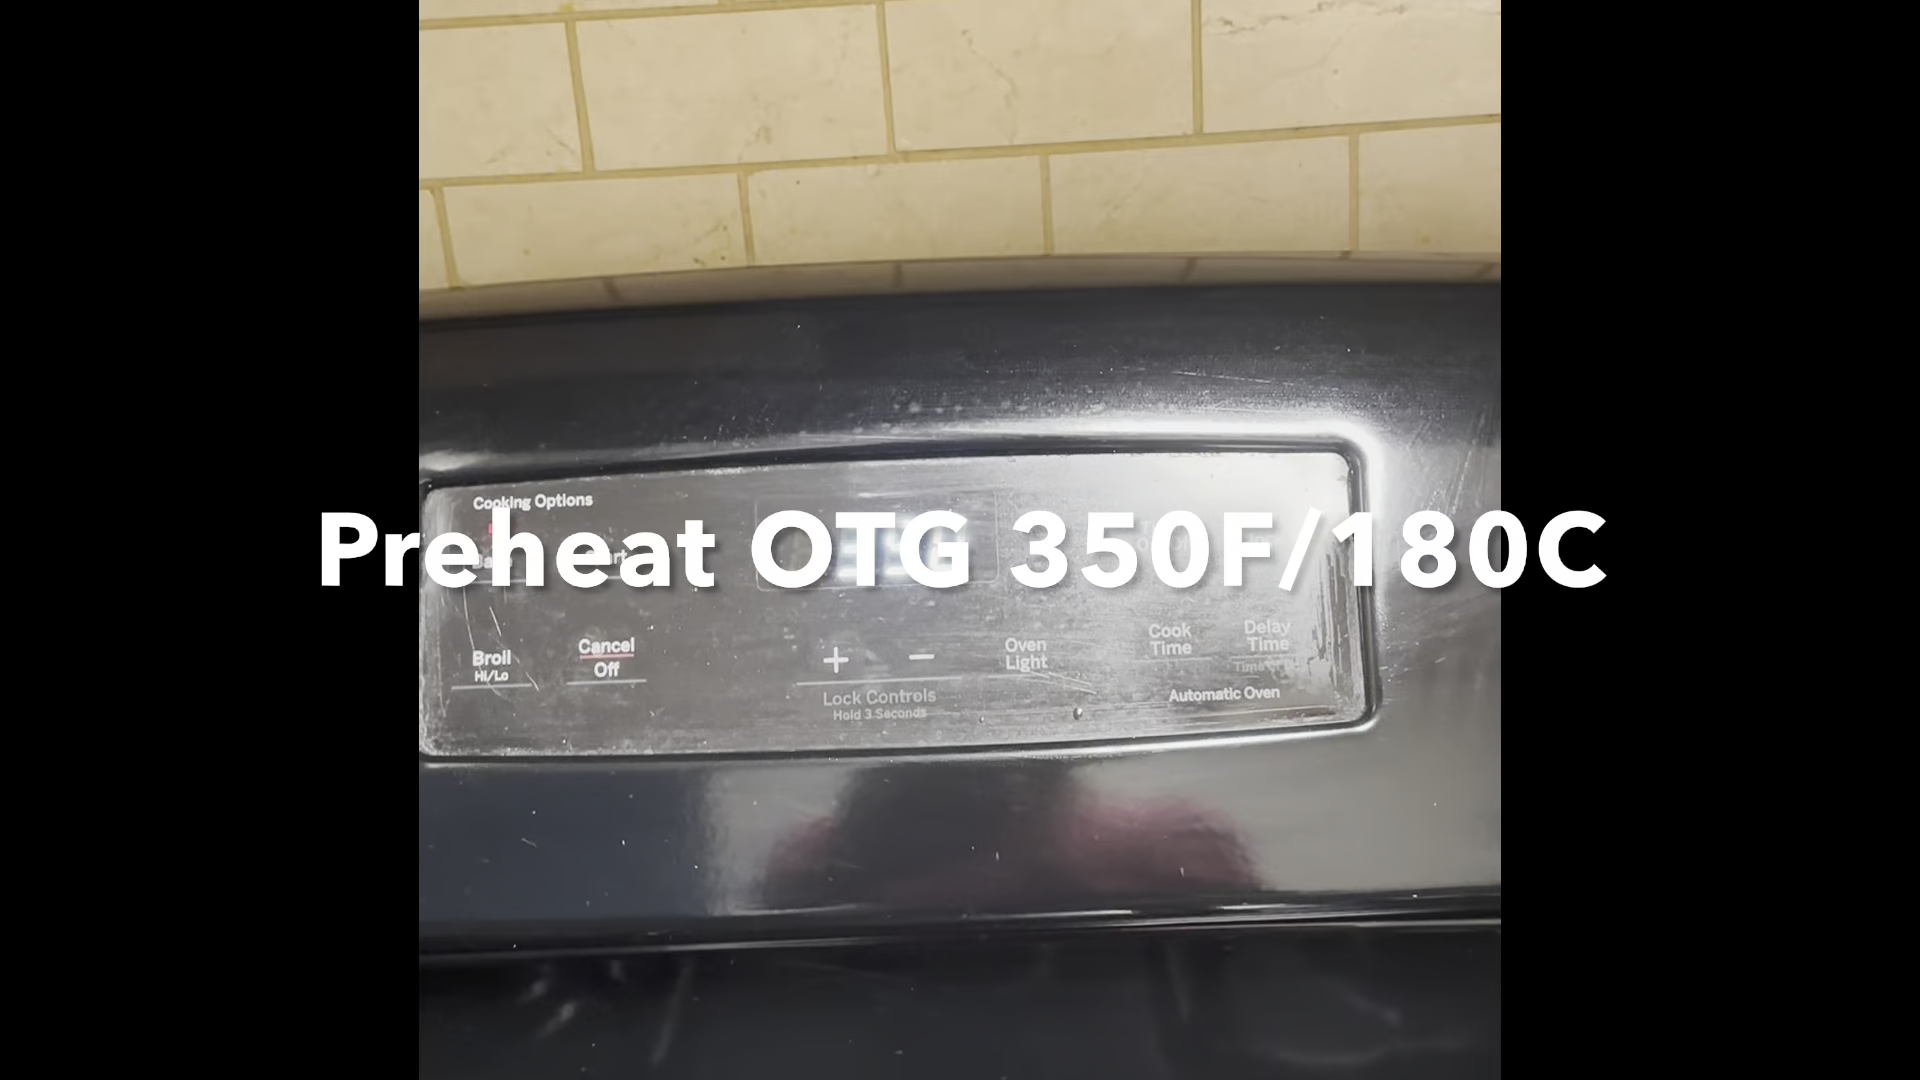 Cooking Options
Preheat OTG 350F/180C
Broil
Hi/Lo
Cancel
Off
+ −
Lock Controls
Hold 3 Seconds
Oven
Light
Cook
Time
Delay
Time
Automatic Oven